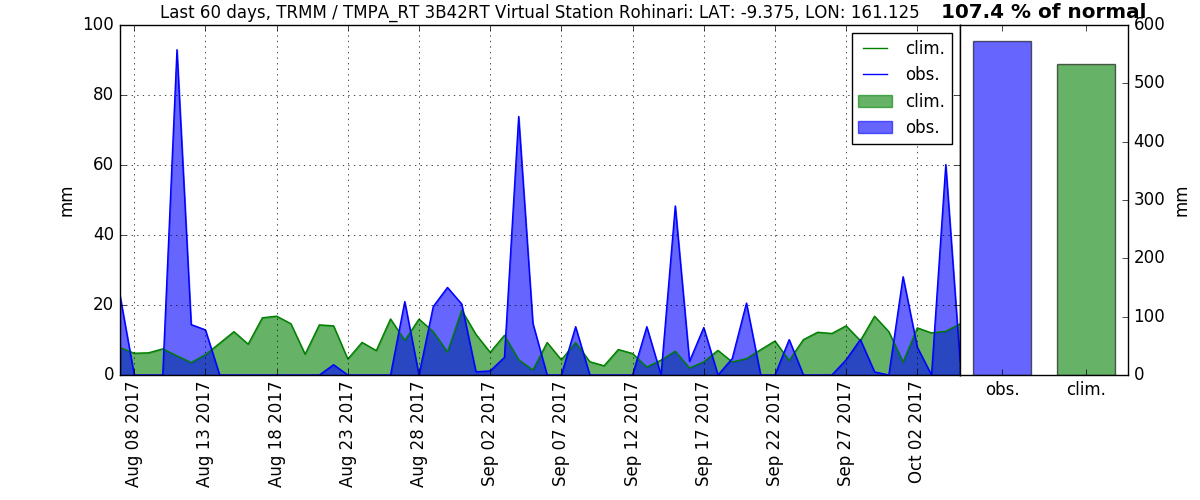 Last 60 days, TRMM / TMPA_RT 3B42RT Virtual Station Rohinari: LAT: -9.375, LON: 161.125
107.4 % of normal
100
80
60
40
20
0
mm
clim.
obs.
clim.
obs.
600
500
400
300
200
100
0
mm
Aug 08 2017
Aug 13 2017
Aug 18 2017
Aug 23 2017
Aug 28 2017
Sep 02 2017
Sep 07 2017
Sep 12 2017
Sep 17 2017
Sep 22 2017
Sep 27 2017
Oct 02 2017
obs.
clim.